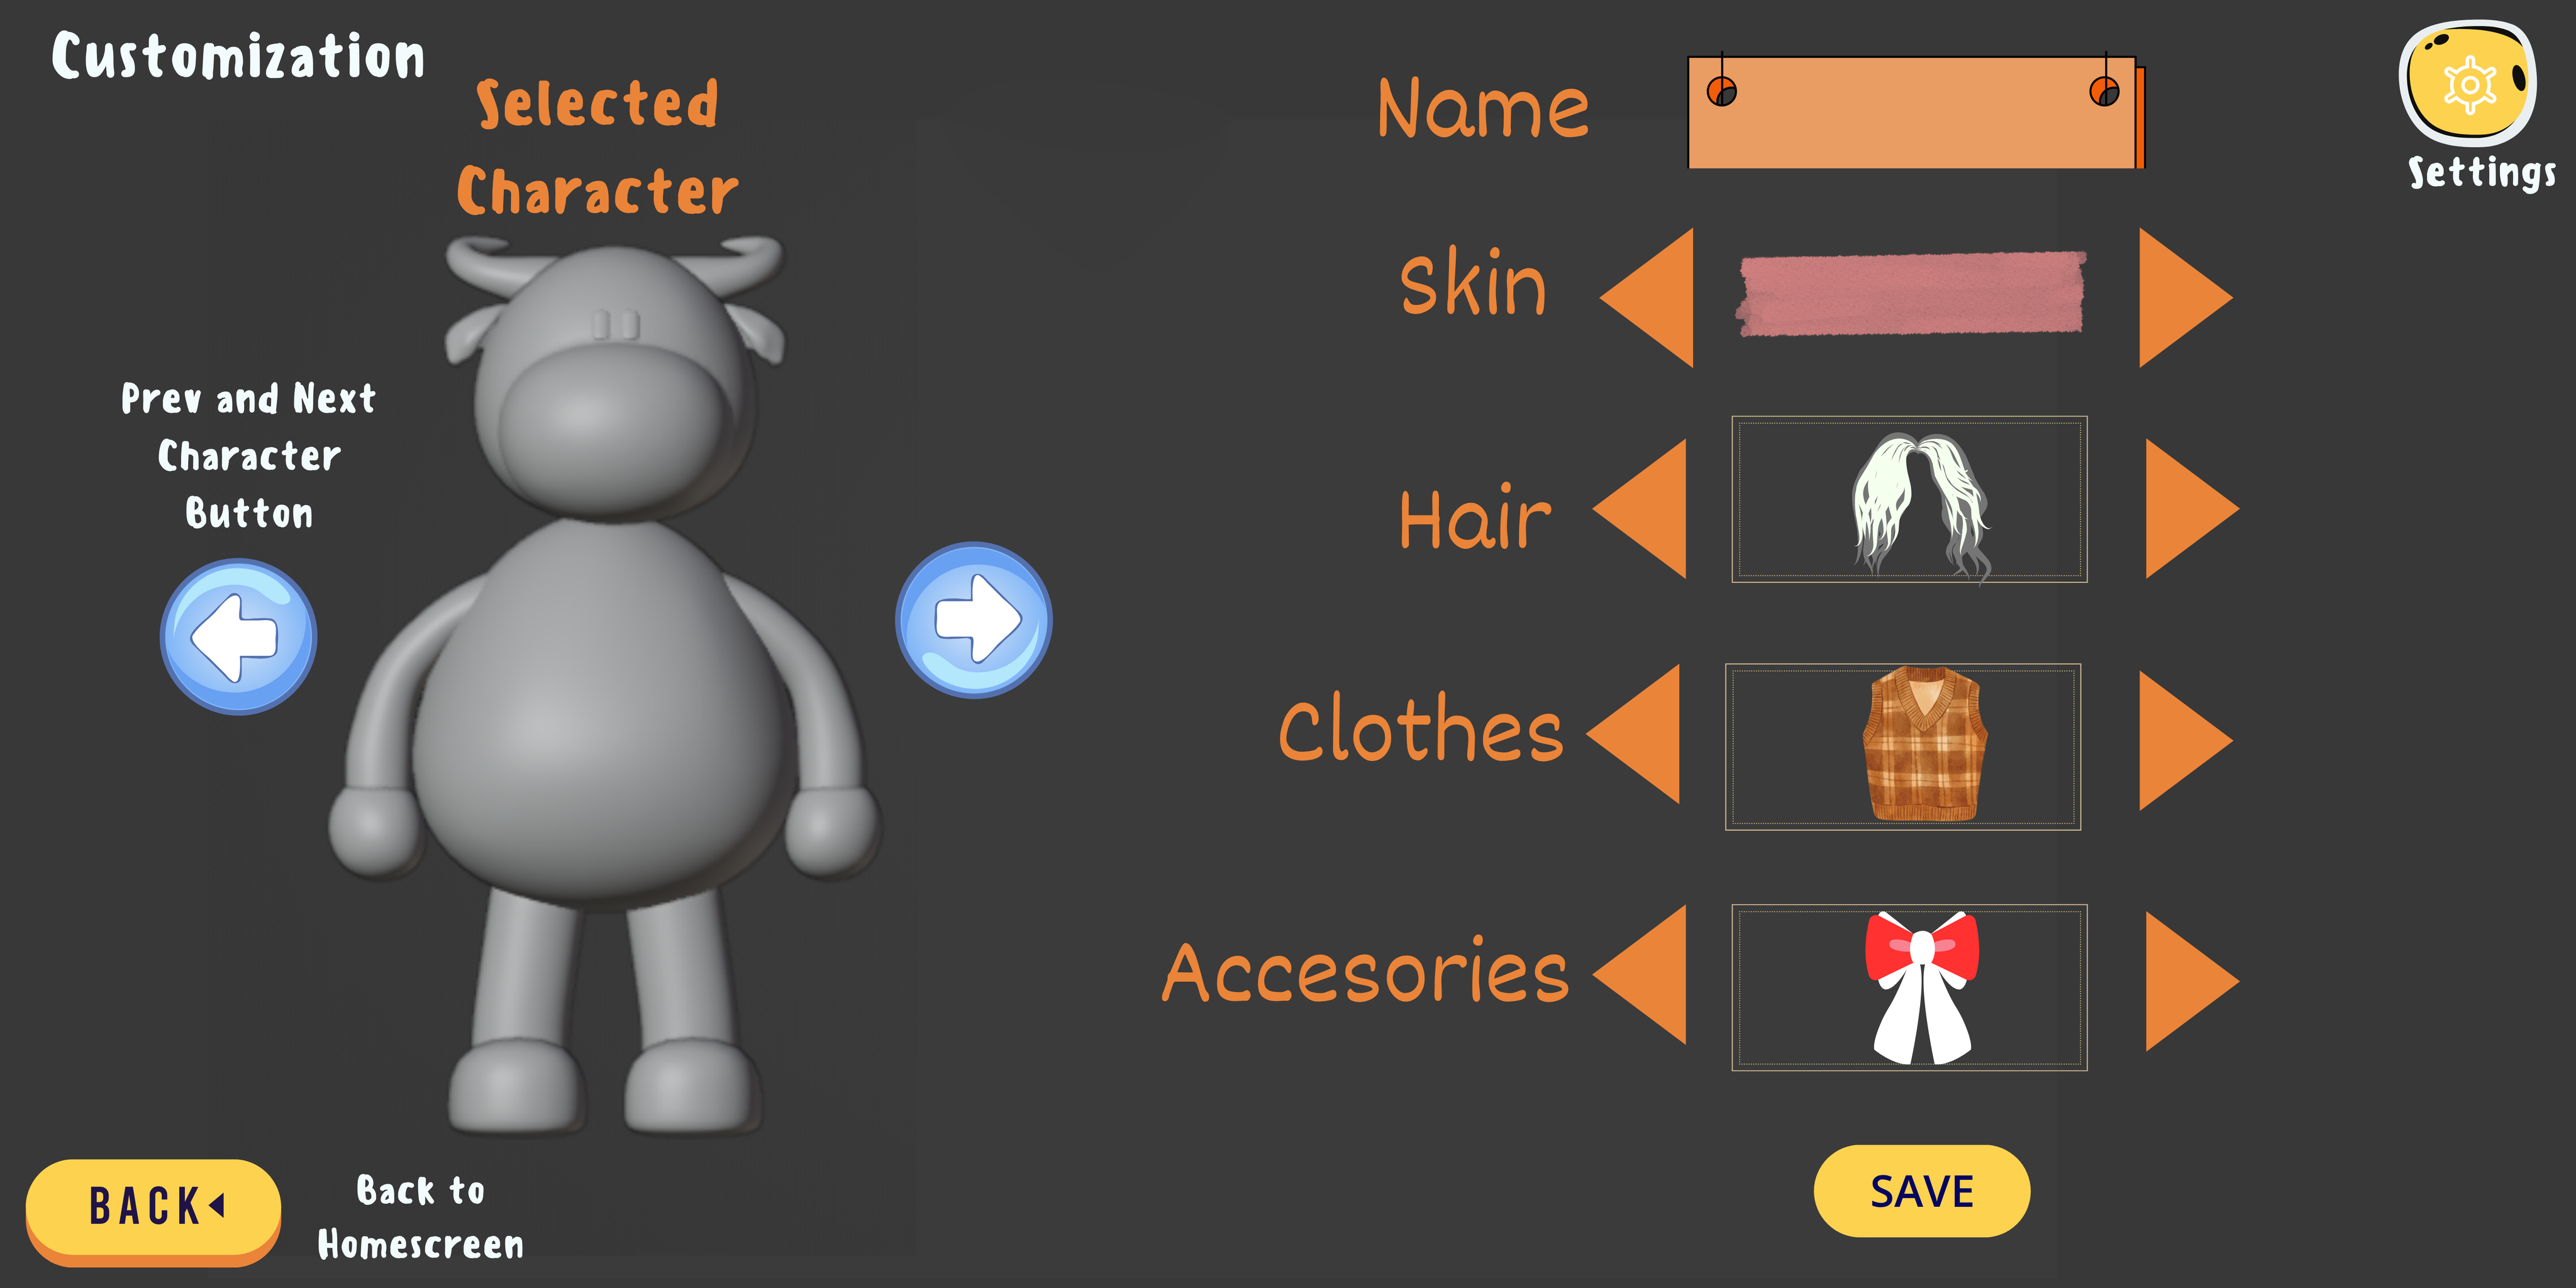 Customization
Selected
Character
Prev and Next
Character
Button
BACK
Back to
Homescreen
Name
Skin
Hair
Clothes
Accesories
SAVE
Settings